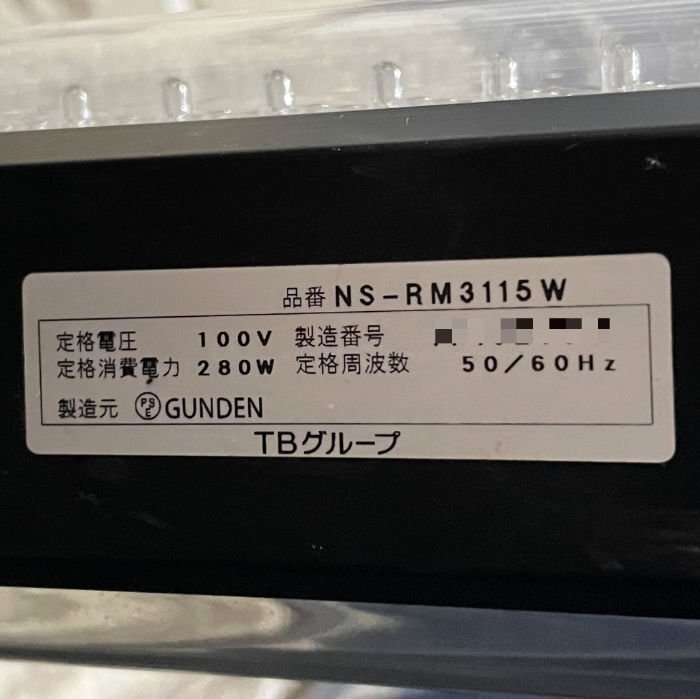 品番 NS-RM3115W
定格電圧 100V 製造番号
定格消費電力 280W 定格周波数 50/60Hz
製造元 PSE GUNDEN
TBグループ